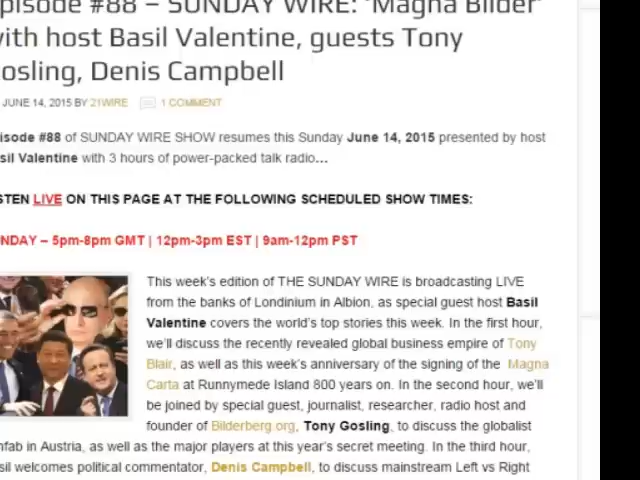 pisode #88 – SUNDAY WIRE: 'Magna Bilder'
vith host Basil Valentine, guests Tony
osling, Denis Campbell
JUNE 14, 2015 BY 21WIRE 1 COMMENT
isode #88 of SUNDAY WIRE SHOW resumes this Sunday June 14, 2015 presented by host
sil Valentine with 3 hours of power-packed talk radio...
STEN LIVE ON THIS PAGE AT THE FOLLOWING SCHEDULED SHOW TIMES:
NDAY – 5pm-8pm GMT | 12pm-3pm EST | 9am-12pm PST
This week's edition of THE SUNDAY WIRE is broadcasting LIVE
from the banks of Londinium in Albion, as special guest host Basil
Valentine covers the world's top stories this week. In the first hour,
we'll discuss the recently revealed global business empire of Tony
Blair, as well as this week's anniversary of the signing of the Magna
Carta at Runnymede Island 800 years on. In the second hour, we'll
be joined by special guest, journalist, researcher, radio host and
founder of Bilderberg.org, Tony Gosling, to discuss the globalist
nfab in Austria, as well as the major players at this year's secret meeting. In the third hour,
sil welcomes political commentator, Denis Campbell, to discuss mainstream Left vs Right